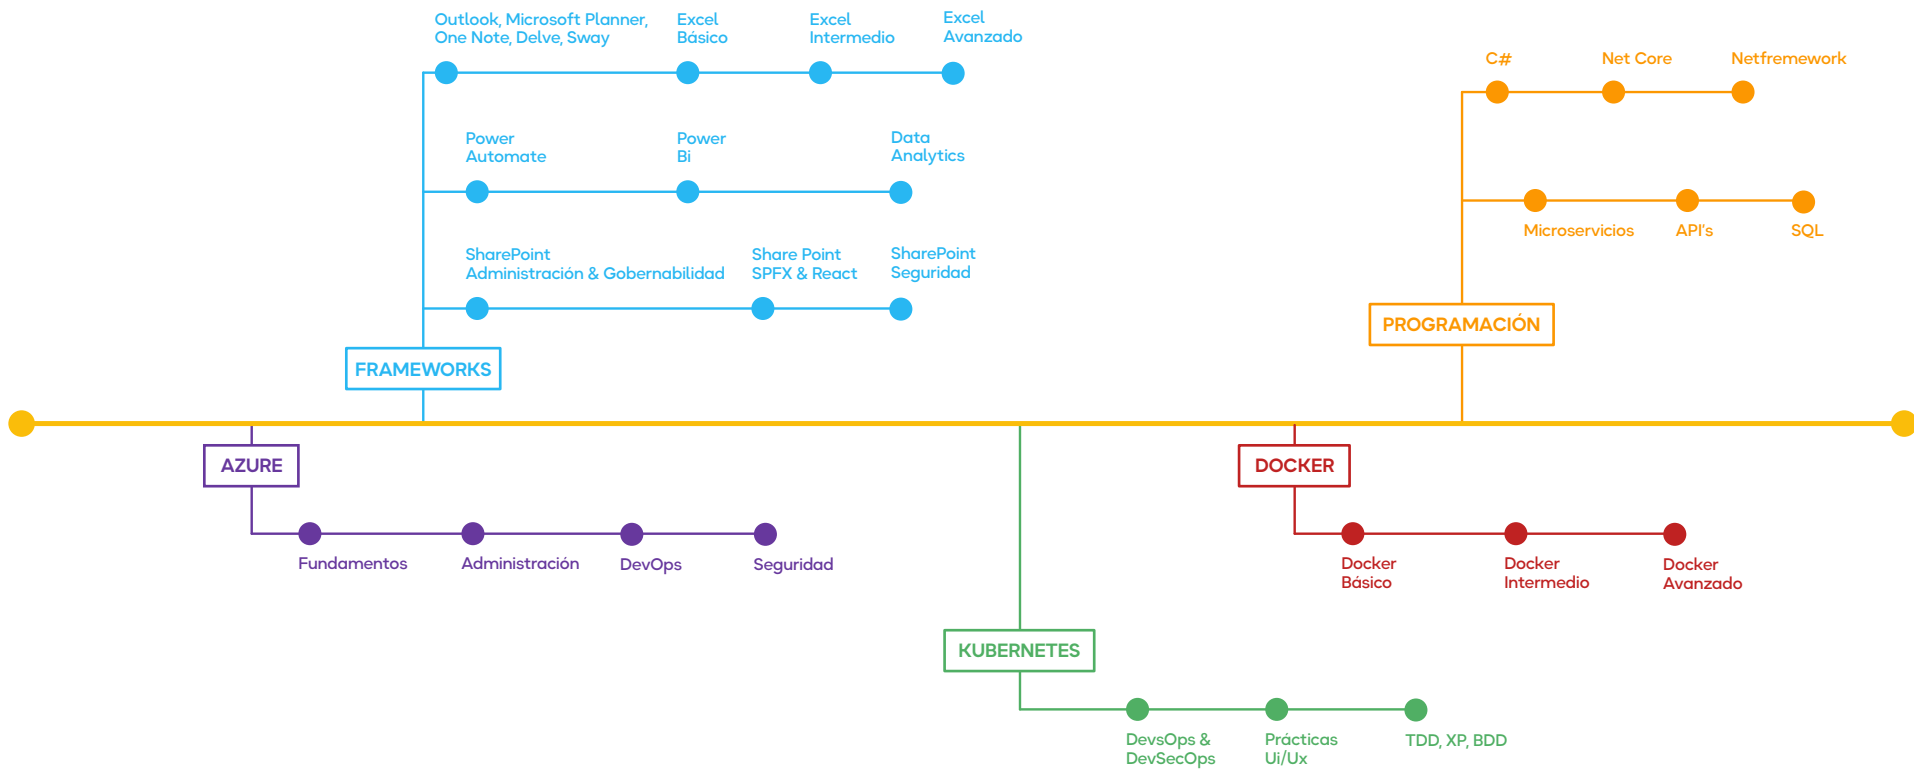 Outlook, Microsoft Planner,
One Note, Delve, Sway
Excel
Básico
Excel
Intermedio
Excel
Avanzado
Power
Automate
Power
Bi
Data
Analytics
SharePoint
Administración & Gobernabilidad
Share Point
SPFX & React
SharePoint
Seguridad
FRAMEWORKS
C#
Net Core
Netfremework
Microservicios
API's
SQL
PROGRAMACIÓN
AZURE
Fundamentos
Administración
DevOps
Seguridad
DOCKER
Docker
Básico
Docker
Intermedio
Docker
Avanzado
KUBERNETES
DevsOps &
DevSecOps
Prácticas
Ui/Ux
TDD, XP, BDD